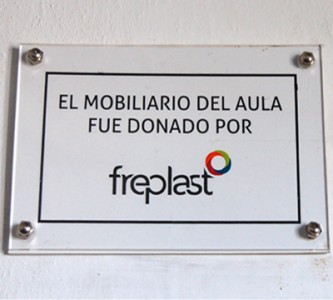 EL MOBILIARIO DEL AULA
FUE DONADO POR
freplast